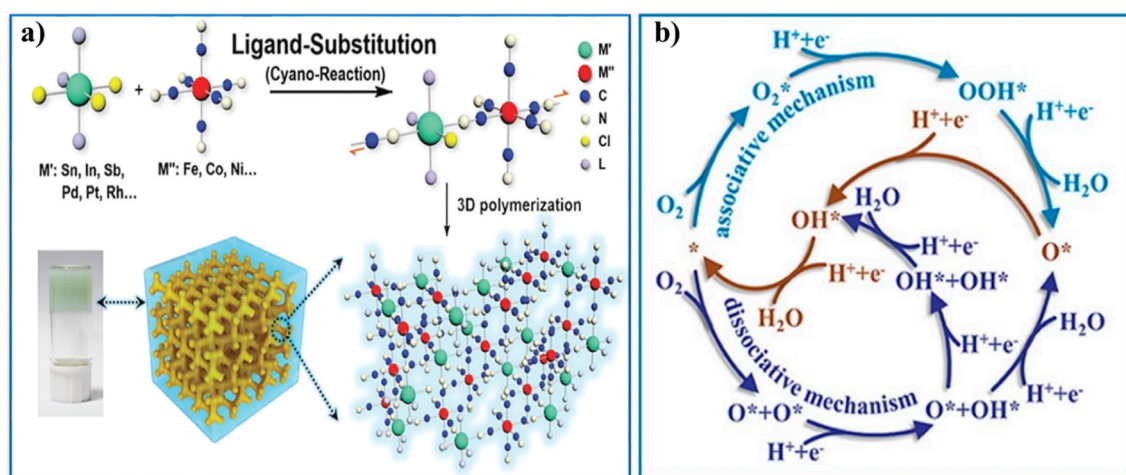 a)
Ligand-Substitution
(Cyano-Reaction)
+
M'
M''
C
N
Cl
L
M': Sn, In, Sb,
Pd, Pt, Rh...
M'': Fe, Co, Ni...
3D polymerization
b)
H⁺+e⁻
O₂*
OOH*
associative mechanism
H⁺+e⁻
H⁺+e⁻
H₂O
O₂
H₂O
OH*
*
H⁺+e⁻
O*
O₂
H⁺+e⁻
OH*+OH*
H₂O
H₂O
dissociative mechanism
H⁺+e⁻
O*+O*
O*+OH*
H⁺+e⁻
H⁺+e⁻